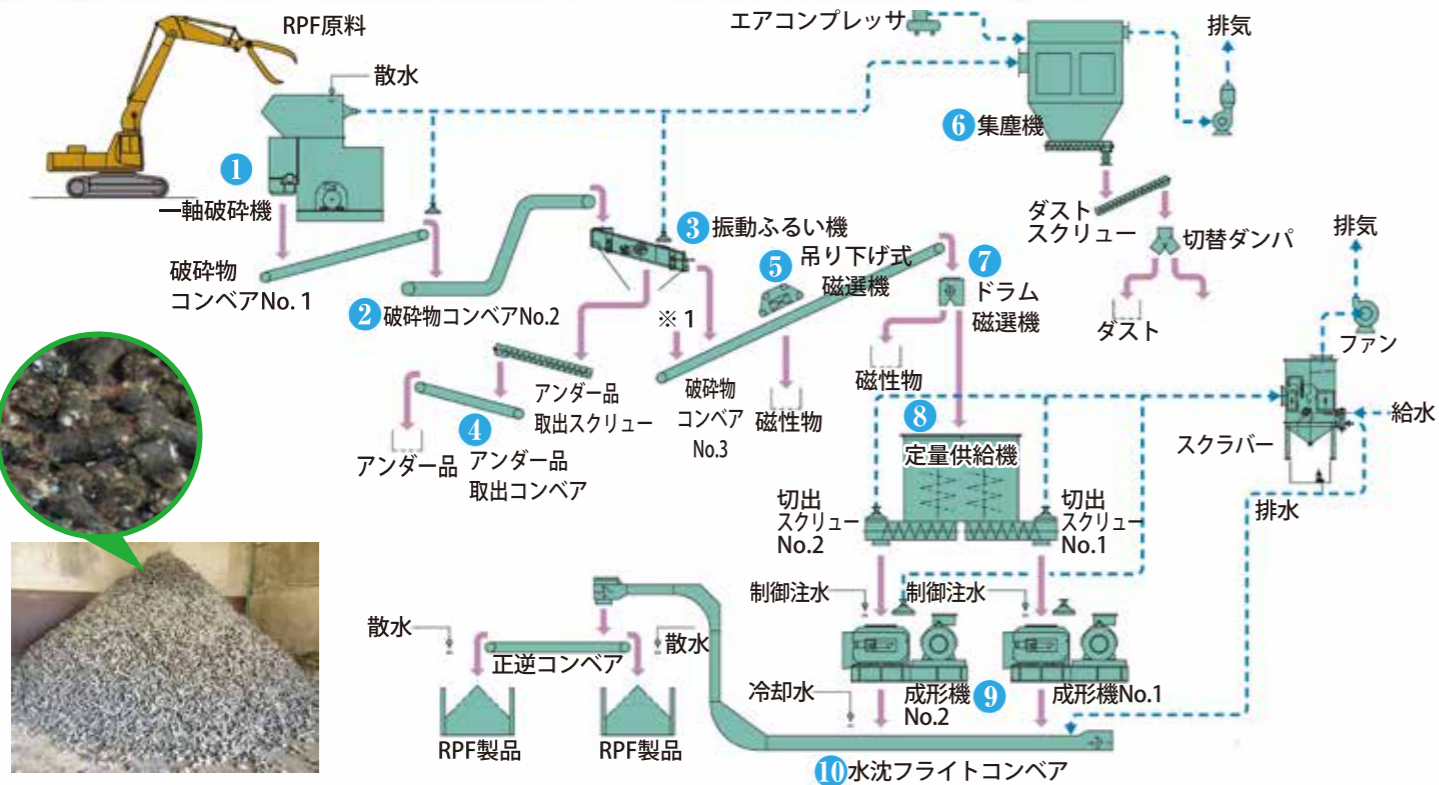 RPF原料
散水
エアコンプレッサ
排気
1
一軸破砕機
破砕物
コンベアNo. 1
2 破砕物コンベアNo.2
3 振動ふるい機
※1
4
アンダー品
取出コンベア
アンダー品
取出スクリュー
アンダー品
5 吊り下げ式
磁選機
破砕物
コンベア
No.3
磁性物
6 集塵機
ダスト
スクリュー
切替ダンパ
ダスト
7
ドラム
磁選機
磁性物
8
定量供給機
切出
スクリュー
No.2
切出
スクリュー
No.1
排気
ファン
給水
スクラバー
排水
制御注水
制御注水
成形機
No.2
9
成形機No.1
冷却水
10 水沈フライトコンベア
散水
正逆コンベア
散水
RPF製品
RPF製品